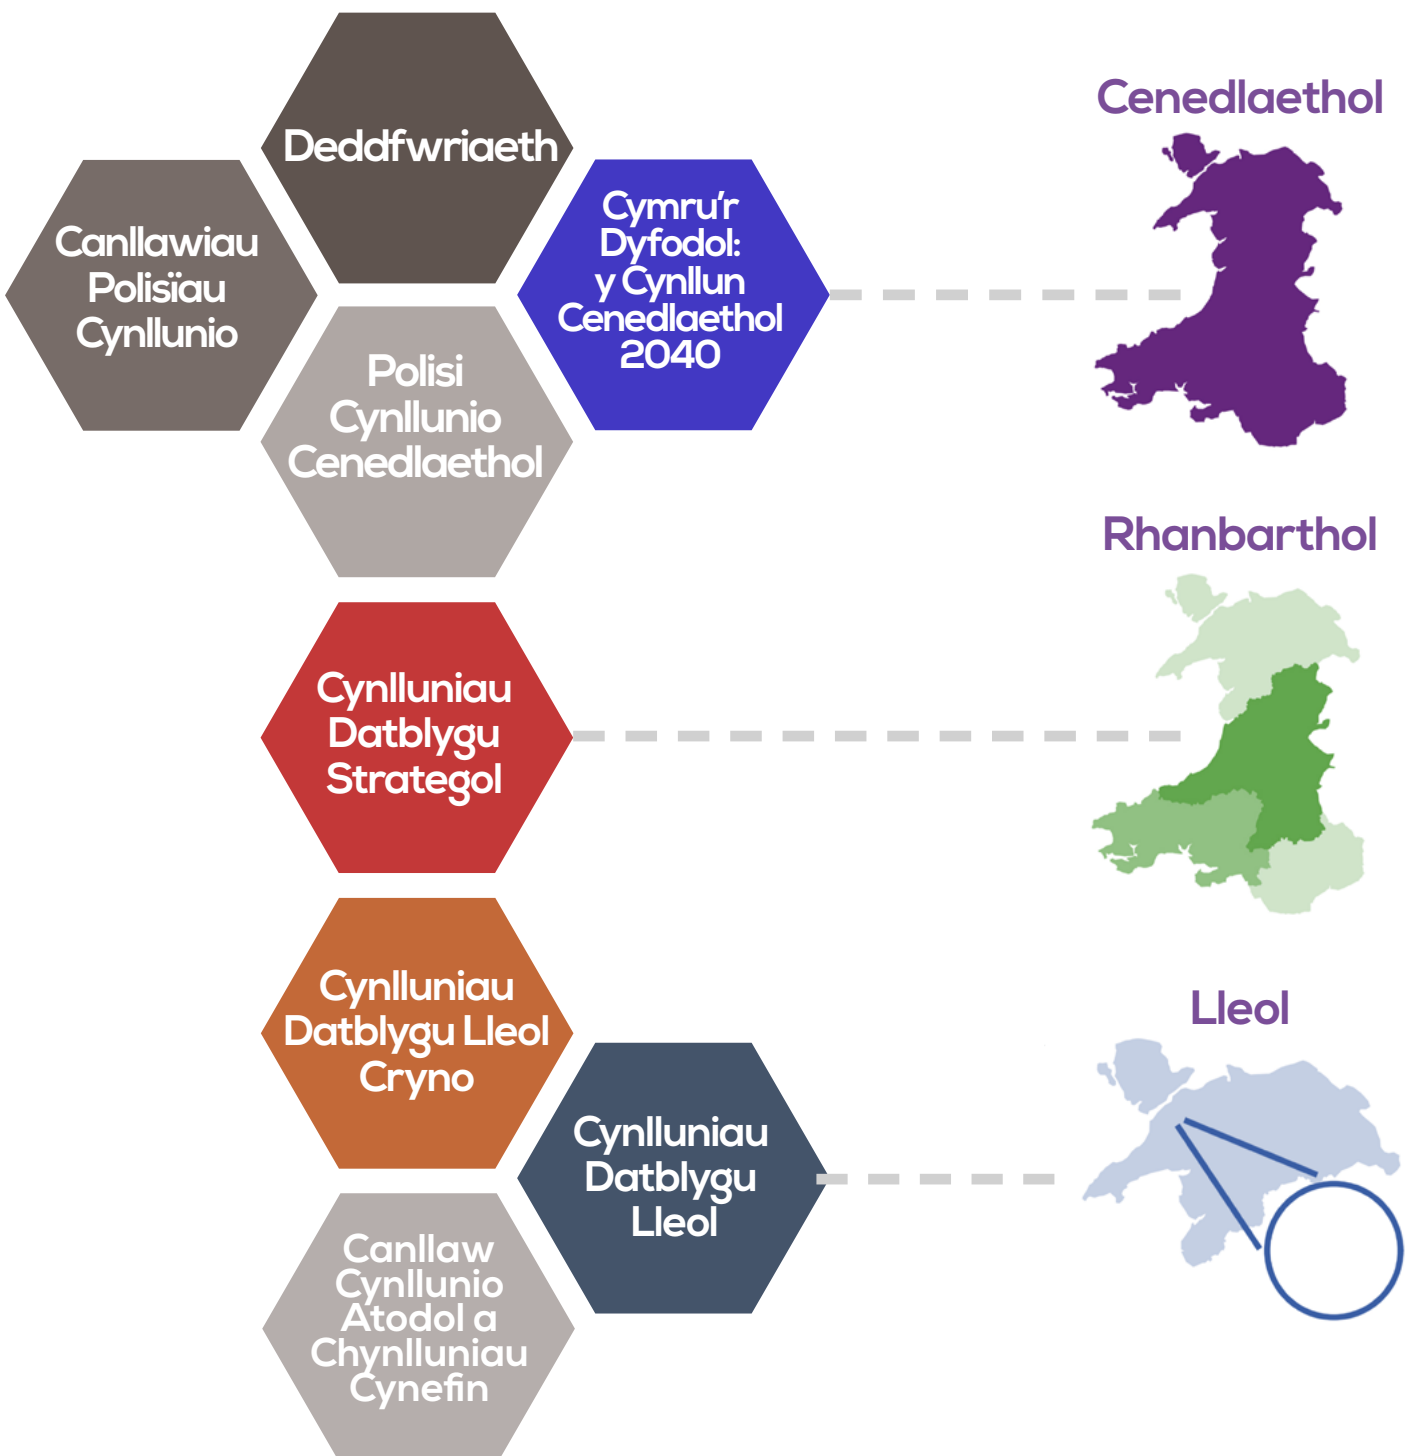 Deddfwriaeth
Canllawiau
Polisïau
Cynllunio
Cymru'r
Dyfodol:
y Cynllun
Cenedlaethol
2040
Polisi
Cynllunio
Cenedlaethol
Cenedlaethol
Cynlluniau
Datblygu
Strategol
Rhanbarthol
Cynlluniau
Datblygu Lleol
Cryno
Cynlluniau
Datblygu
Lleol
Lleol
Canllaw
Cynllunio
Atodol a
Chynlluniau
Cynefin